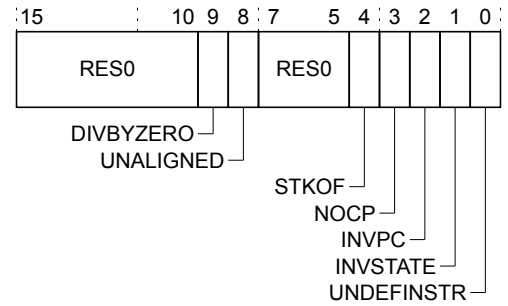 15 10 9 8 7 5 4 3 2 1 0
RES0 RES0
DIVBYZERO
UNALIGNED
STKOF
NOCP
INVPC
INVSTATE
UNDEFINSTR